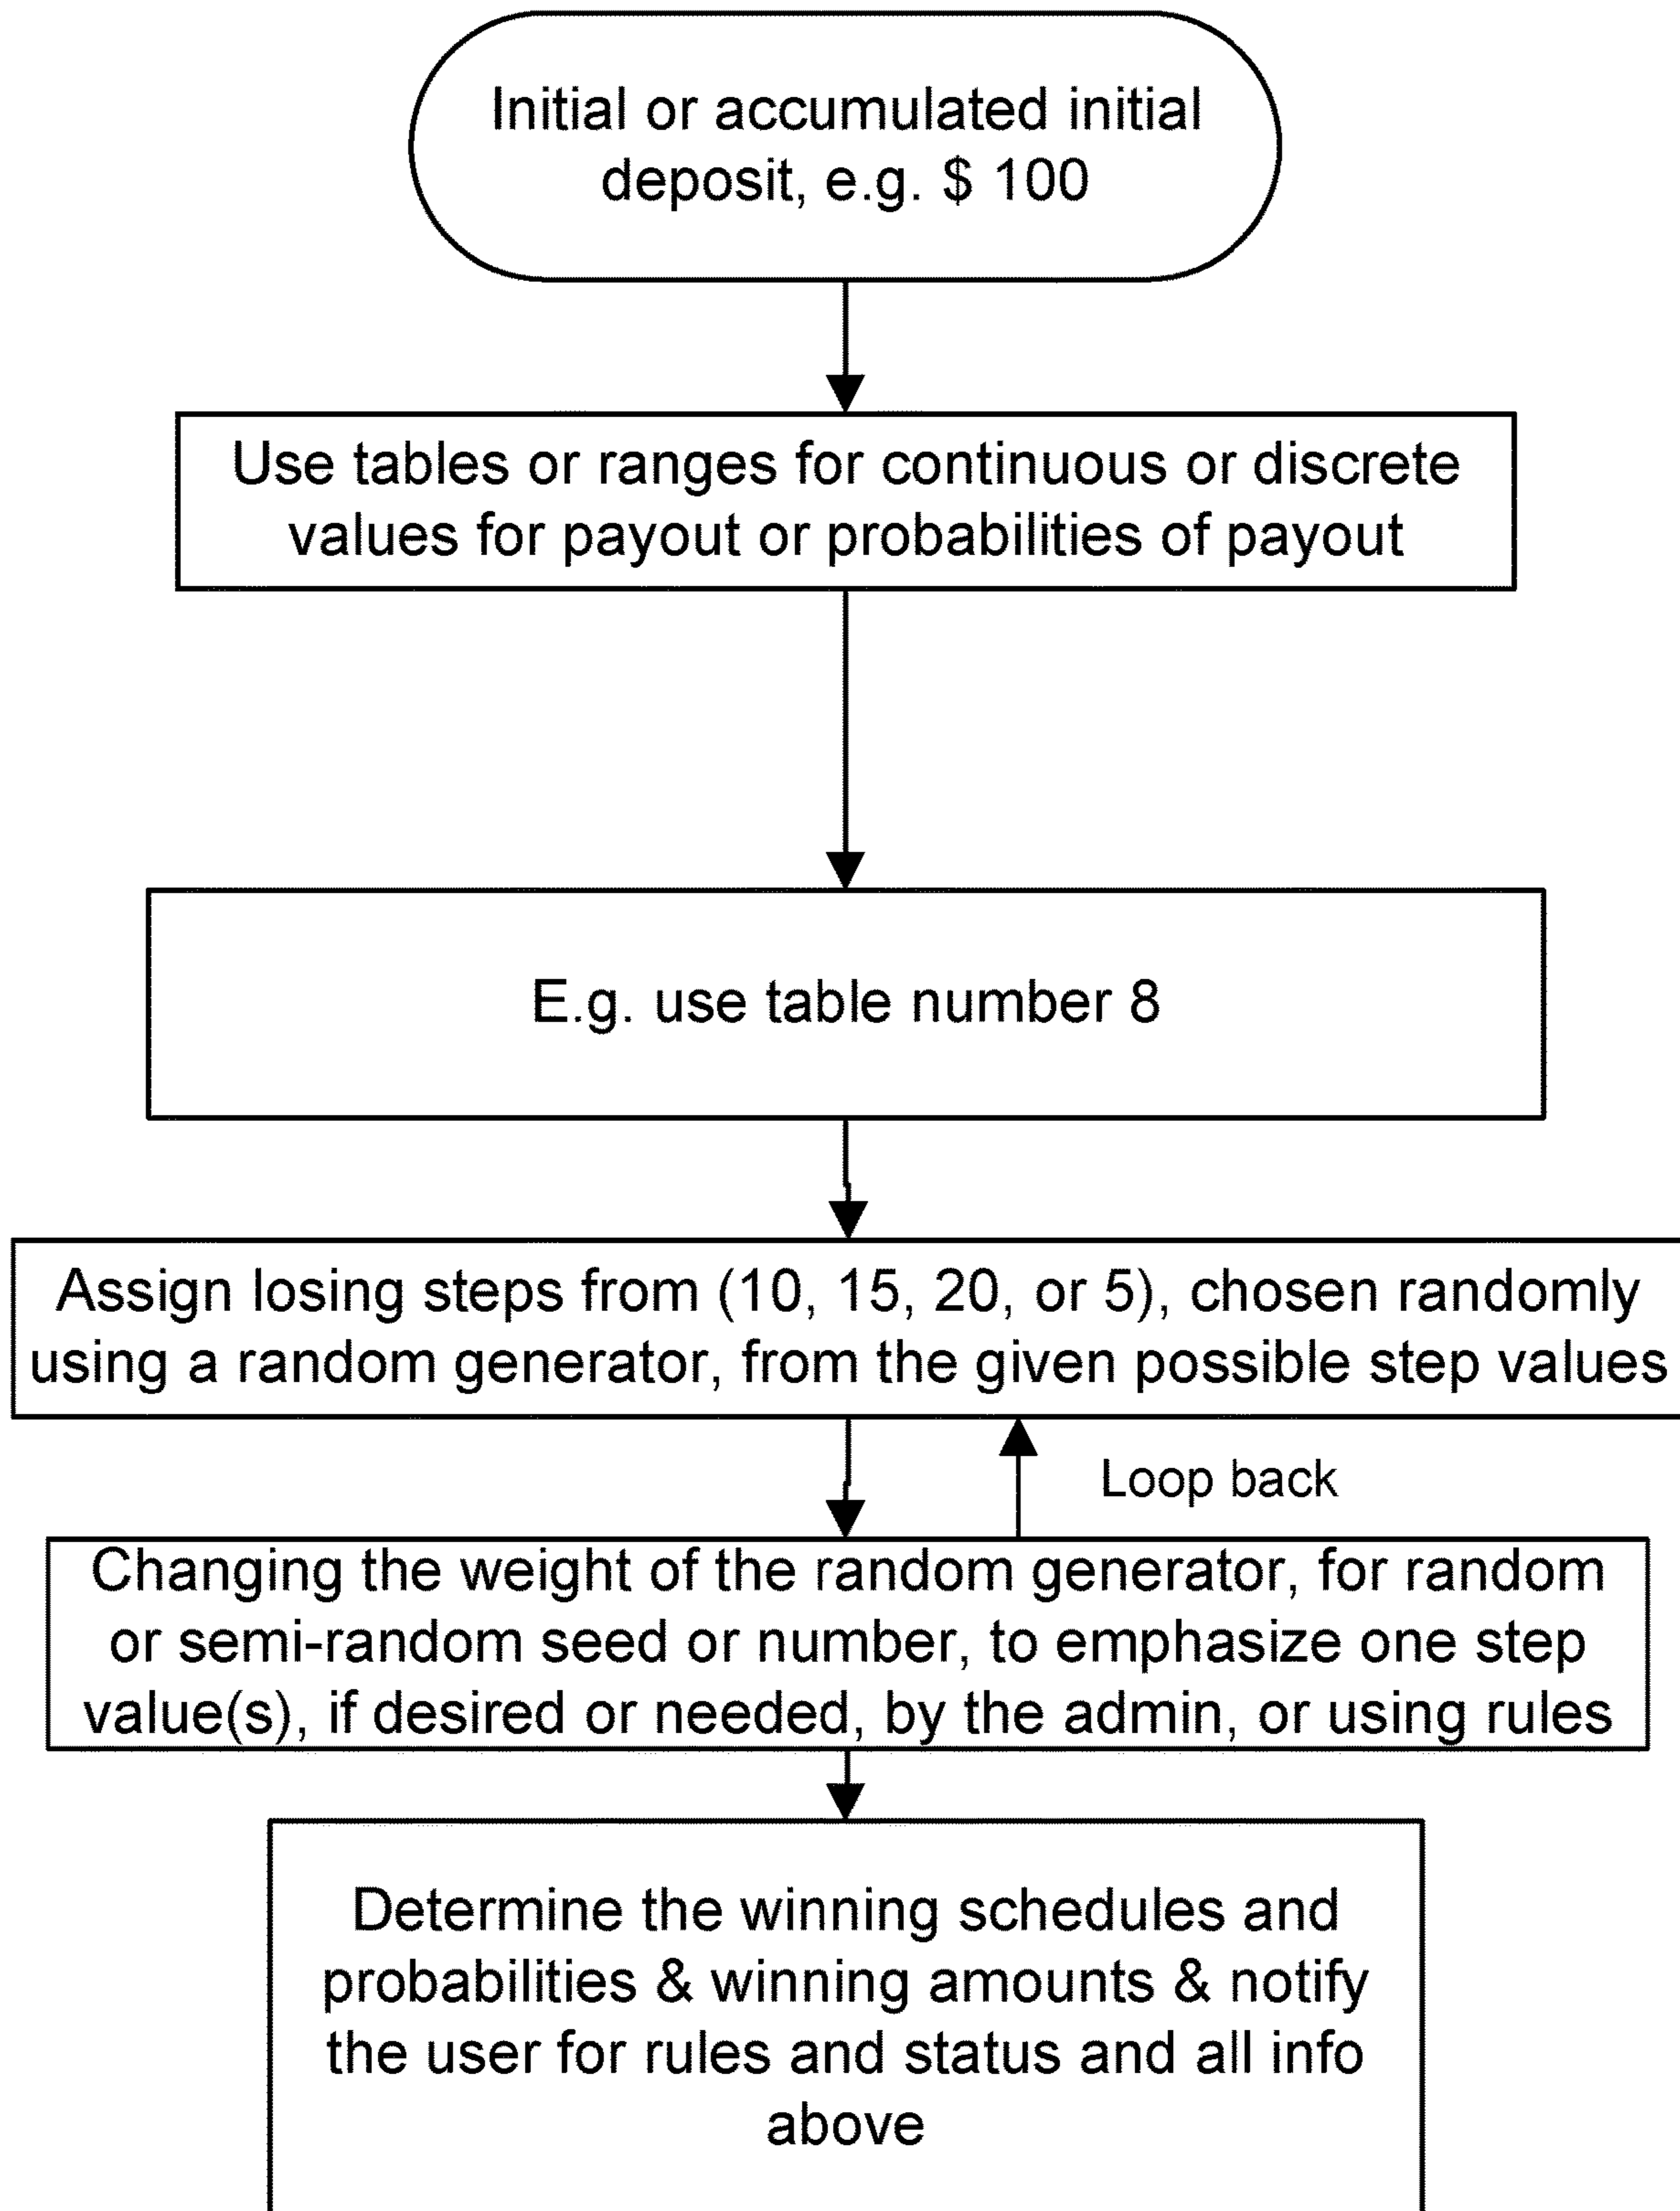 Initial or accumulated initial
deposit, e.g. $ 100
Use tables or ranges for continuous or discrete
values for payout or probabilities of payout
E.g. use table number 8
Assign losing steps from (10, 15, 20, or 5), chosen randomly
using a random generator, from the given possible step values
Loop back
Changing the weight of the random generator, for random
or semi-random seed or number, to emphasize one step
value(s), if desired or needed, by the admin, or using rules
Determine the winning schedules and
probabilities & winning amounts & notify
the user for rules and status and all info
above